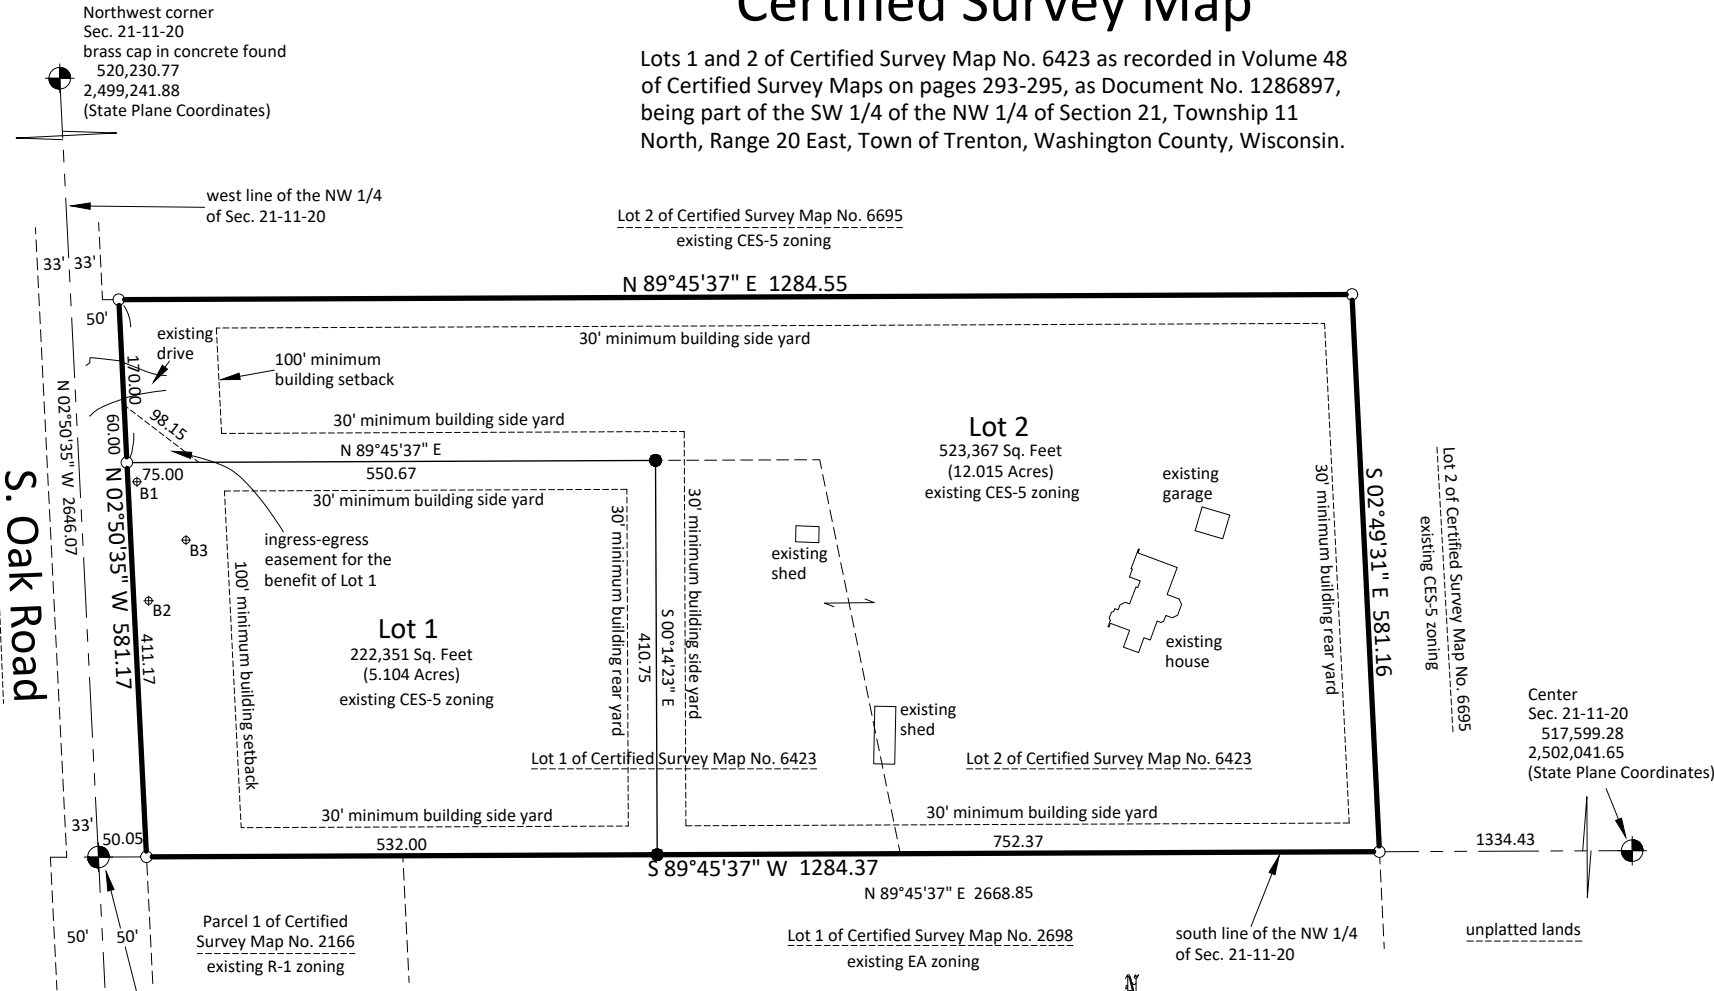 Certified Survey Map
Northwest corner
Sec. 21-11-20
brass cap in concrete found
520,230.77
2,499,241.88
(State Plane Coordinates)
Lots 1 and 2 of Certified Survey Map No. 6423 as recorded in Volume 48
of Certified Survey Maps on pages 293-295, as Document No. 1286897,
being part of the SW 1/4 of the NW 1/4 of Section 21, Township 11
North, Range 20 East, Town of Trenton, Washington County, Wisconsin.
west line of the NW 1/4
of Sec. 21-11-20
Lot 2 of Certified Survey Map No. 6695
existing CES-5 zoning
33' 33'
N 89°45'37" E 1284.55
50'
existing
drive
100' minimum
building setback
30' minimum building side yard
170.00
98.15
60.00
30' minimum building side yard
N 89°45'37" E
550.67
75.00
B1
B3
B2
30' minimum building side yard
ingress-egress
easement for the
benefit of Lot 1
Lot 1
222,351 Sq. Feet
(5.104 Acres)
existing CES-5 zoning
100' minimum building setback
30' minimum building rear yard
410.75
S 00°14'23" E
30' minimum building side yard
Lot 2
523,367 Sq. Feet
(12.015 Acres)
existing CES-5 zoning
existing
garage
existing
shed
existing
house
existing
shed
30' minimum building rear yard
S 02°49'31" E 581.16
Lot 2 of Certified Survey Map No. 6695
existing CES-5 zoning
S. Oak Road
N 02°50'35" W 2646.07
N 02°50'35" W 581.17
411.17
Lot 1 of Certified Survey Map No. 6423
Lot 2 of Certified Survey Map No. 6423
30' minimum building side yard
30' minimum building side yard
Center
Sec. 21-11-20
517,599.28
2,502,041.65
(State Plane Coordinates)
33'
50.05
532.00
752.37
1334.43
S 89°45'37" W 1284.37
N 89°45'37" E 2668.85
50' 50'
Parcel 1 of Certified
Survey Map No. 2166
existing R-1 zoning
Lot 1 of Certified Survey Map No. 2698
existing EA zoning
south line of the NW 1/4
of Sec. 21-11-20
unplatted lands